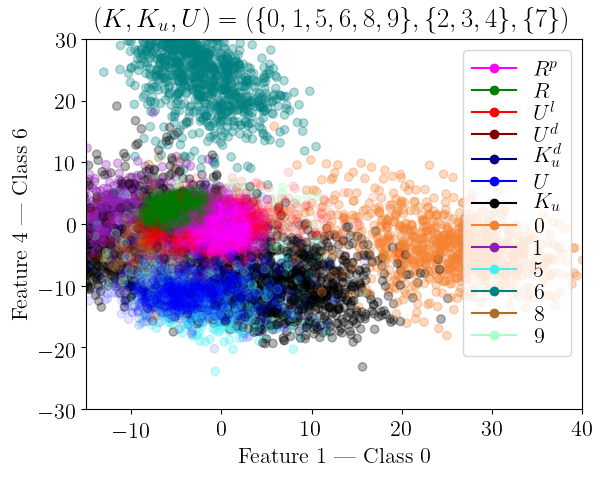 (K, K_u, U) = ({0, 1, 5, 6, 8, 9}, {2, 3, 4}, {7})
30
20
10
0
−10
−20
−30
Feature 4 — Class 6
−10
0
10
20
30
40
Feature 1 — Class 0
R^p
R
U^l
U^d
K_u^d
U
K_u
0
1
5
6
8
9